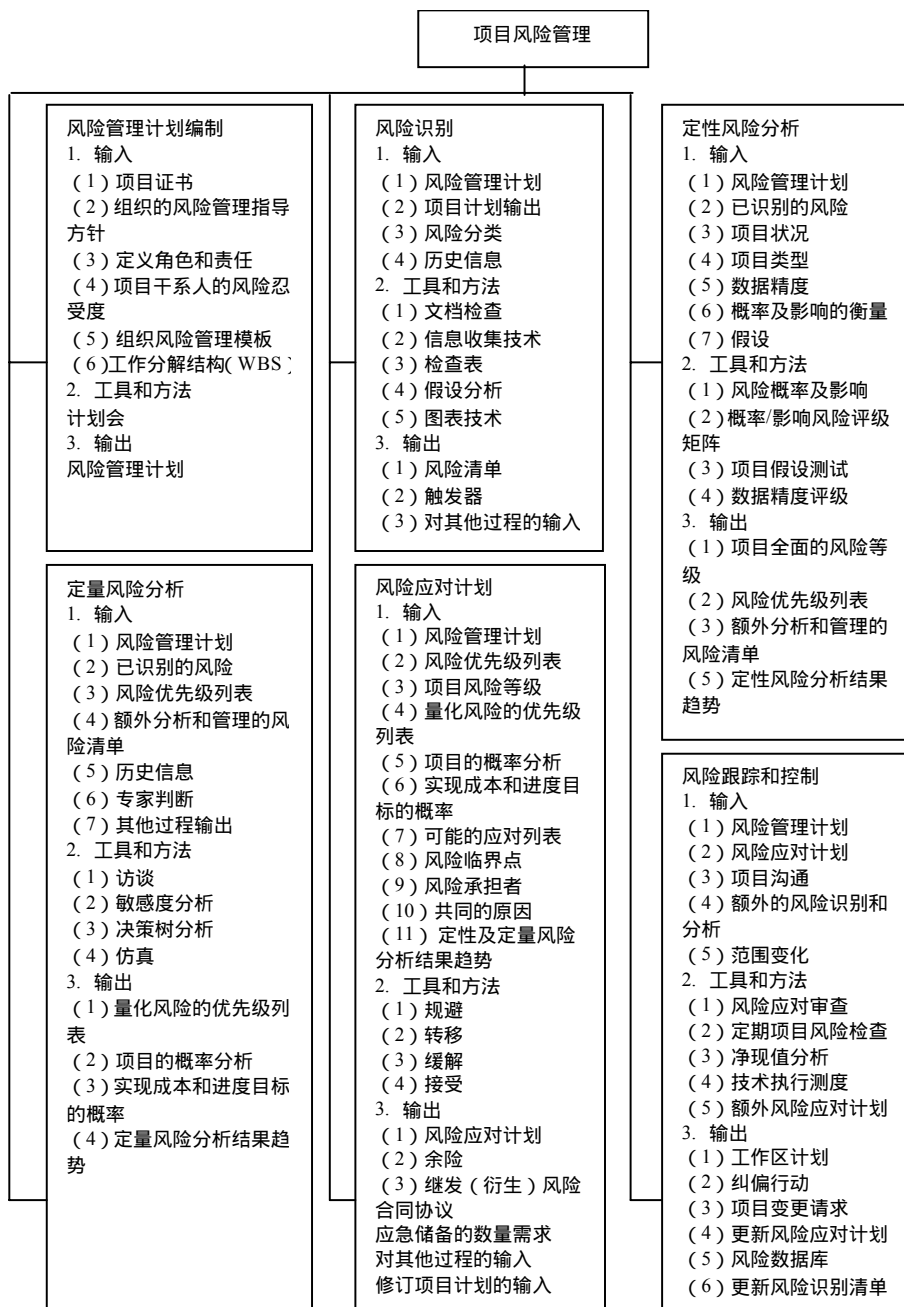 项目风险管理
风险管理计划编制
1. 输入
（1）项目证书
（2）组织的风险管理指导
方针
（3）定义角色和责任
（4）项目干系人的风险忍
受度
（5）组织风险管理模板
（6）工作分解结构（WBS）
2. 工具和方法
计划会
3. 输出
风险管理计划
风险识别
1. 输入
（1）风险管理计划
（2）项目计划输出
（3）风险分类
（4）历史信息
2. 工具和方法
（1）文档检查
（2）信息收集技术
（3）检查表
（4）假设分析
（5）图表技术
3. 输出
（1）风险清单
（2）触发器
（3）对其他过程的输入
定性风险分析
1. 输入
（1）风险管理计划
（2）已识别的风险
（3）项目状况
（4）项目类型
（5）数据精度
（6）概率及影响的衡量
（7）假设
2. 工具和方法
（1）风险概率及影响
（2）概率/影响风险评级
矩阵
（3）项目假设测试
（4）数据精度评级
3. 输出
（1）项目全面的风险等
级
（2）风险优先级列表
（3）额外分析和管理的
风险清单
（5）定性风险分析结果
趋势
定量风险分析
1. 输入
（1）风险管理计划
（2）已识别的风险
（3）风险优先级列表
（4）额外分析和管理的风
险清单
（5）历史信息
（6）专家判断
（7）其他过程输出
2. 工具和方法
（1）访谈
（2）敏感度分析
（3）决策树分析
（4）仿真
3. 输出
（1）量化风险的优先级列
表
（2）项目的概率分析
（3）实现成本和进度目标
的概率
（4）定量风险分析结果趋
势
风险应对计划
1. 输入
（1）风险管理计划
（2）风险优先级列表
（3）项目风险等级
（4）量化风险的优先级
列表
（5）项目的概率分析
（6）实现成本和进度目
标的概率
（7）可能的应对列表
（8）风险临界点
（9）风险承担者
（10）共同的原因
（11） 定性及定量风险
分析结果趋势
2. 工具和方法
（1）规避
（2）转移
（3）缓解
（4）接受
3. 输出
（1）风险应对计划
（2）余险
（3）继发（衍生）风险
合同协议
应急储备的数量需求
对其他过程的输入
修订项目计划的输入
风险跟踪和控制
1. 输入
（1）风险管理计划
（2）风险应对计划
（3）项目沟通
（4）额外的风险识别和
分析
（5）范围变化
2. 工具和方法
（1）风险应对审查
（2）定期项目风险检查
（3）净现值分析
（4）技术执行测度
（5）额外风险应对计划
3. 输出
（1）工作区计划
（2）纠偏行动
（3）项目变更请求
（4）更新风险应对计划
（5）风险数据库
（6）更新风险识别清单